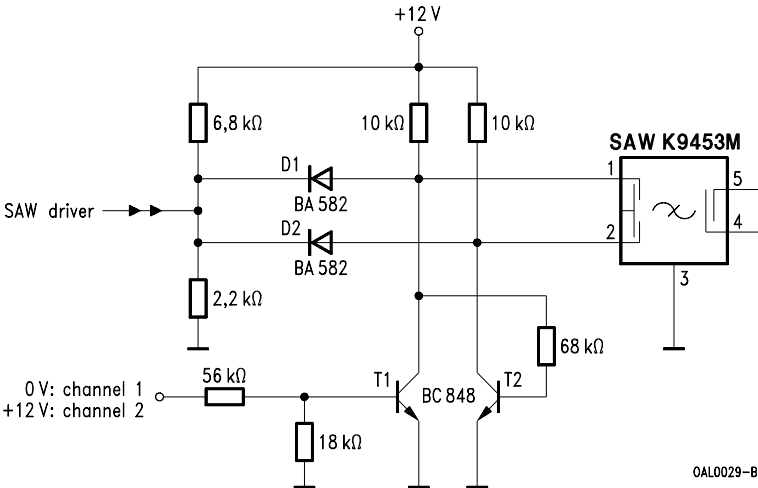 +12 V
6,8 kΩ
10 kΩ
10 kΩ
SAW K9453M
D1
BA 582
1
5
SAW driver
D2
BA 582
2
4
3
2,2 kΩ
68 kΩ
56 kΩ
T1
BC 848
T2
0 V: channel 1
+12 V: channel 2
18 kΩ
OAL0029-B